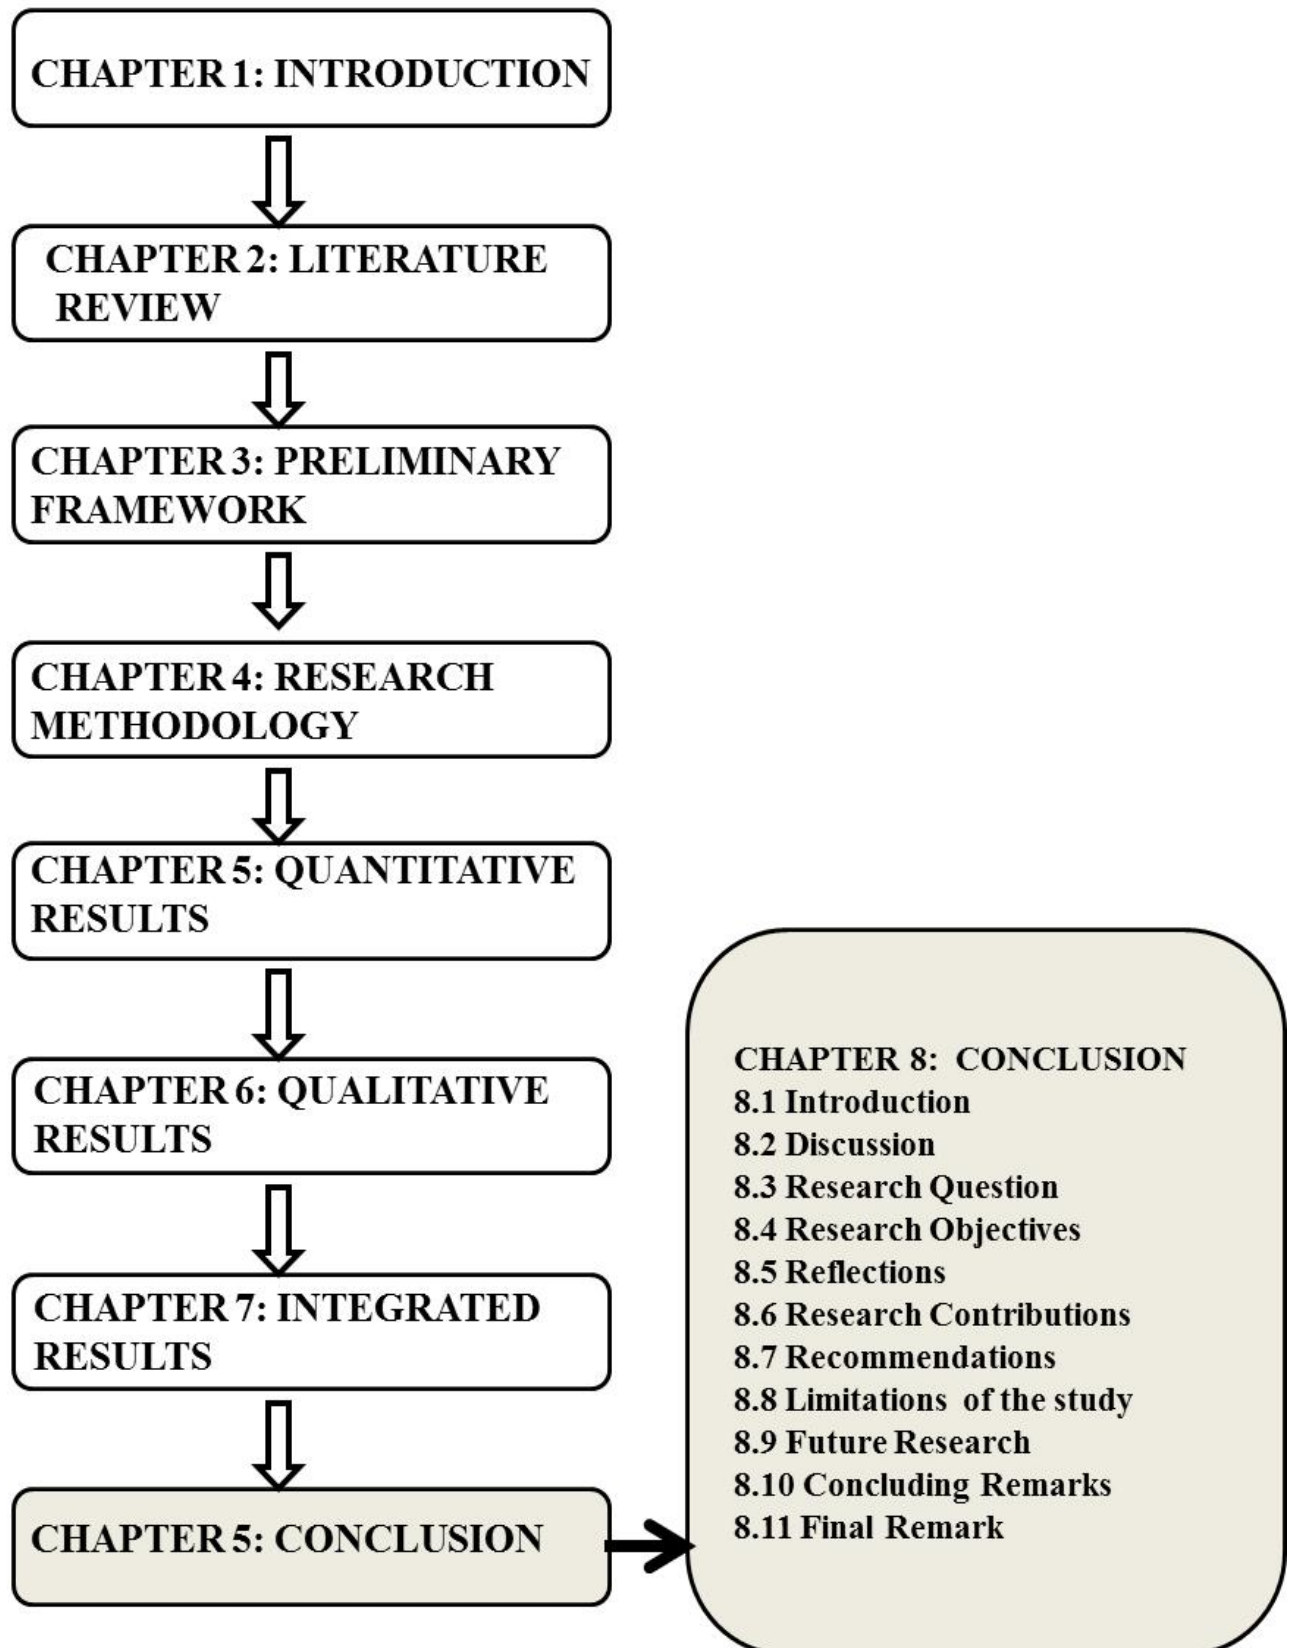 CHAPTER 1: INTRODUCTION
CHAPTER 2: LITERATURE
REVIEW
CHAPTER 3: PRELIMINARY
FRAMEWORK
CHAPTER 4: RESEARCH
METHODOLOGY
CHAPTER 5: QUANTITATIVE
RESULTS
CHAPTER 6: QUALITATIVE
RESULTS
CHAPTER 7: INTEGRATED
RESULTS
CHAPTER 5: CONCLUSION
CHAPTER 8: CONCLUSION
8.1 Introduction
8.2 Discussion
8.3 Research Question
8.4 Research Objectives
8.5 Reflections
8.6 Research Contributions
8.7 Recommendations
8.8 Limitations of the study
8.9 Future Research
8.10 Concluding Remarks
8.11 Final Remark